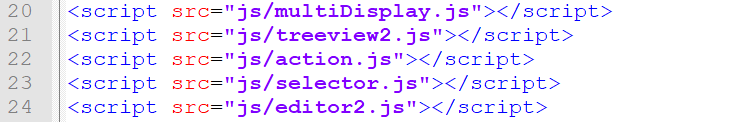 20 <script src="js/multiDisplay.js"></script>
21 <script src="js/treeview2.js"></script>
22 <script src="js/action.js"></script>
23 <script src="js/selector.js"></script>
24 <script src="js/editor2.js"></script>